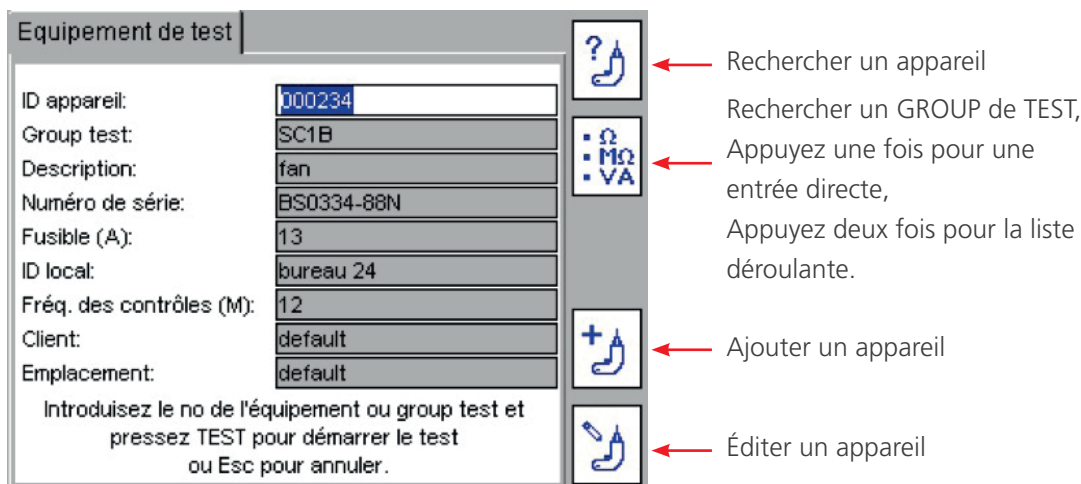 Equipement de test
ID appareil: 000234
Group test: SC1B
Description: fan
Numéro de série: BS0334-88N
Fusible (A): 13
ID local: bureau 24
Fréq. des contrôles (M): 12
Client: default
Emplacement: default
Introduisez le no de l'équipement ou group test et
pressez TEST pour démarrer le test
ou Esc pour annuler.
?
Ω
MΩ
VA
+
Rechercher un appareil
Rechercher un GROUP de TEST,
Appuyez une fois pour une
entrée directe,
Appuyez deux fois pour la liste
déroulante.
Ajouter un appareil
Éditer un appareil